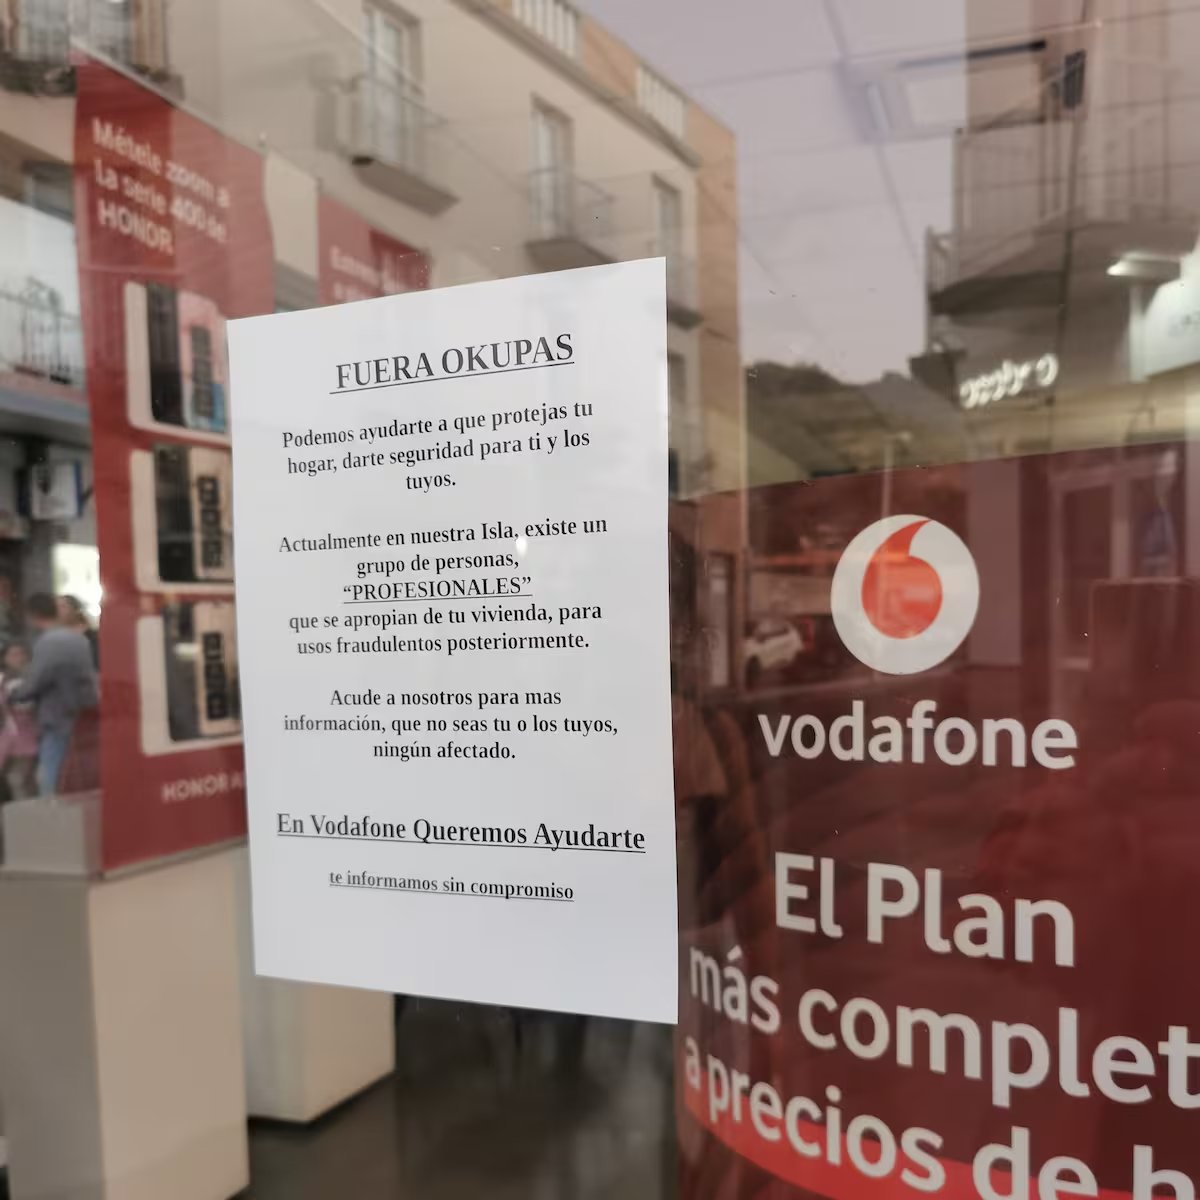 Métele zoom a
La serie 400 de
HONOR
FUERA OKUPAS
Podemos ayudarte a que protejas tu
hogar, darte seguridad para ti y los
tuyos.
Actualmente en nuestra Isla, existe un
grupo de personas,
“PROFESIONALES”
que se apropian de tu vivienda, para
usos fraudulentos posteriormente.
Acude a nosotros para mas
información, que no seas tu o los tuyos,
ningún afectado.
En Vodafone Queremos Ayudarte
te informamos sin compromiso
HONOR
vodafone
El Plan
más complet
a precios de h